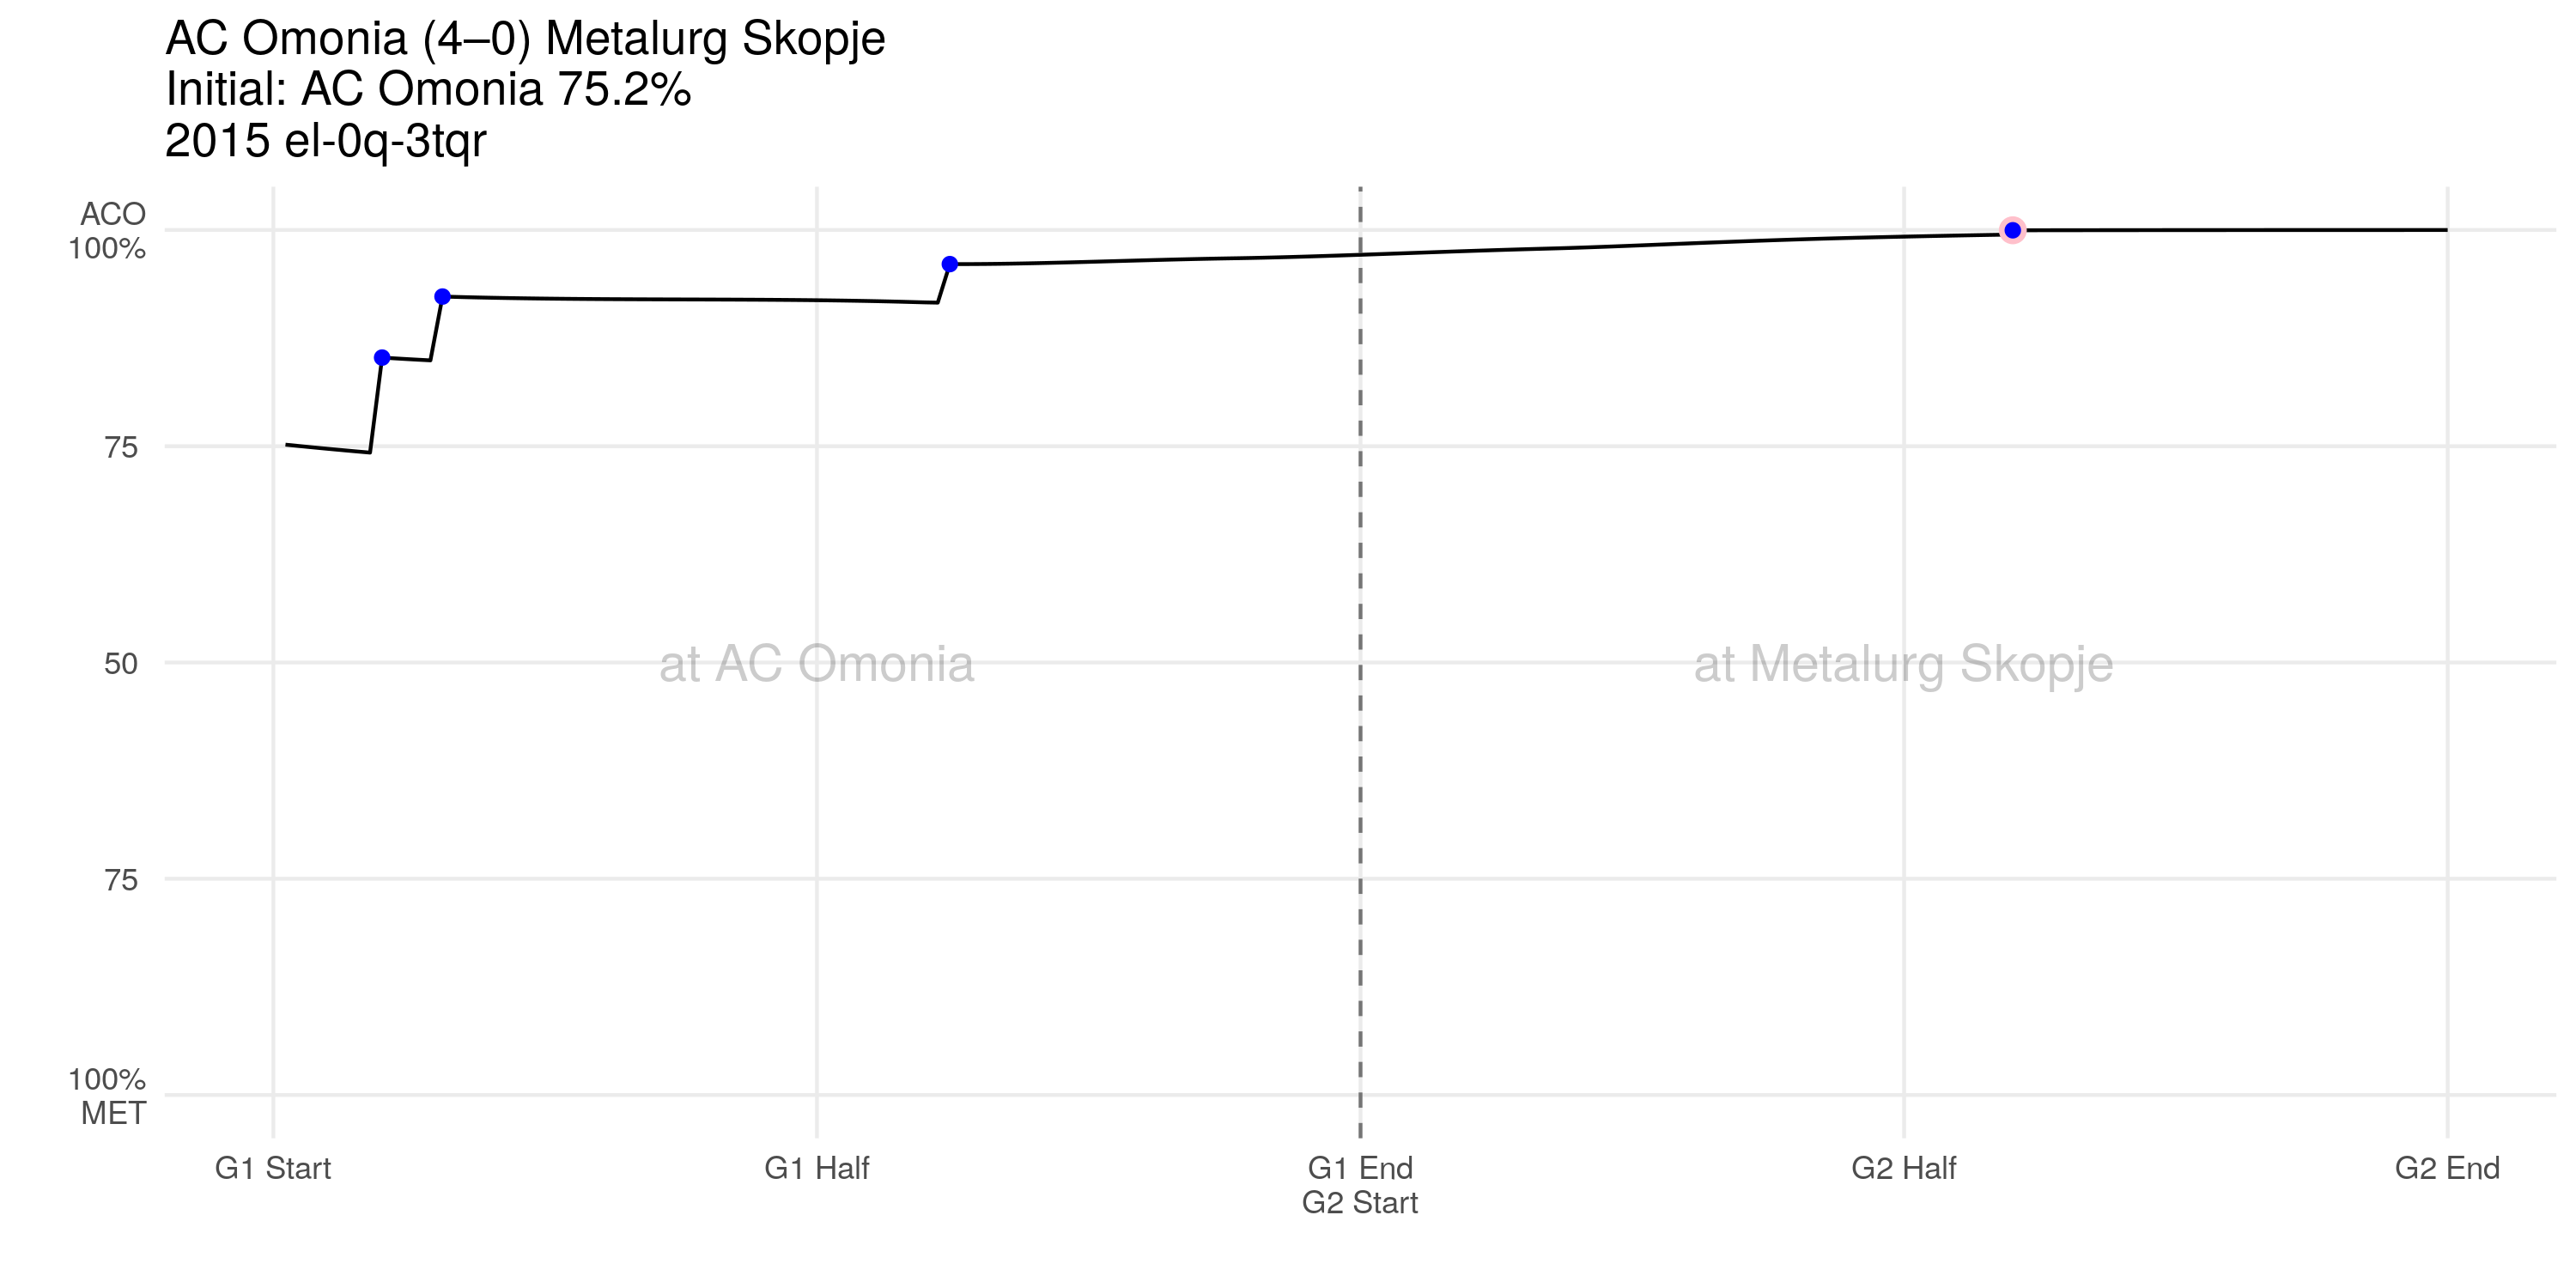 AC Omonia (4–0) Metalurg Skopje
Initial: AC Omonia 75.2%
2015 el-0q-3tqr
ACO
100%
75
50
75
100%
MET
at AC Omonia
at Metalurg Skopje
G1 Start
G1 Half
G1 End
G2 Start
G2 Half
G2 End